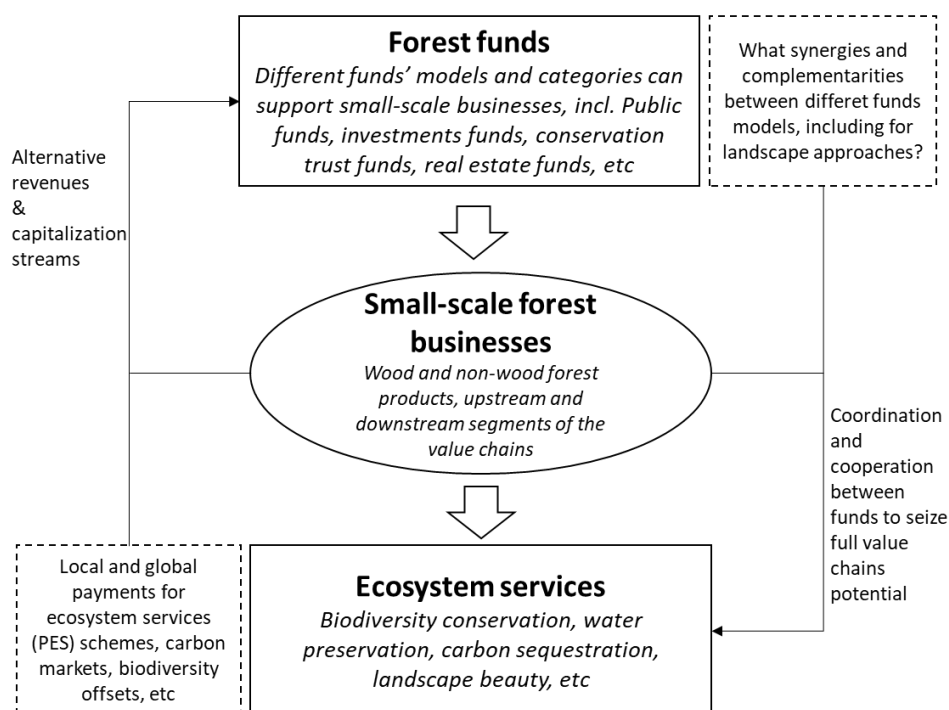 Forest funds
Different funds’ models and categories can
support small-scale businesses, incl. Public
funds, investments funds, conservation
trust funds, real estate funds, etc
What synergies and
complementarities
between differet funds
models, including for
landscape approaches?
Alternative
revenues
&
capitalization
streams
Small-scale forest
businesses
Wood and non-wood forest
products, upstream and
downstream segments of the
value chains
Coordination
and
cooperation
between
funds to seize
full value
chains
potential
Local and global
payments for
ecosystem services
(PES) schemes, carbon
markets, biodiversity
offsets, etc
Ecosystem services
Biodiversity conservation, water
preservation, carbon sequestration,
landscape beauty, etc